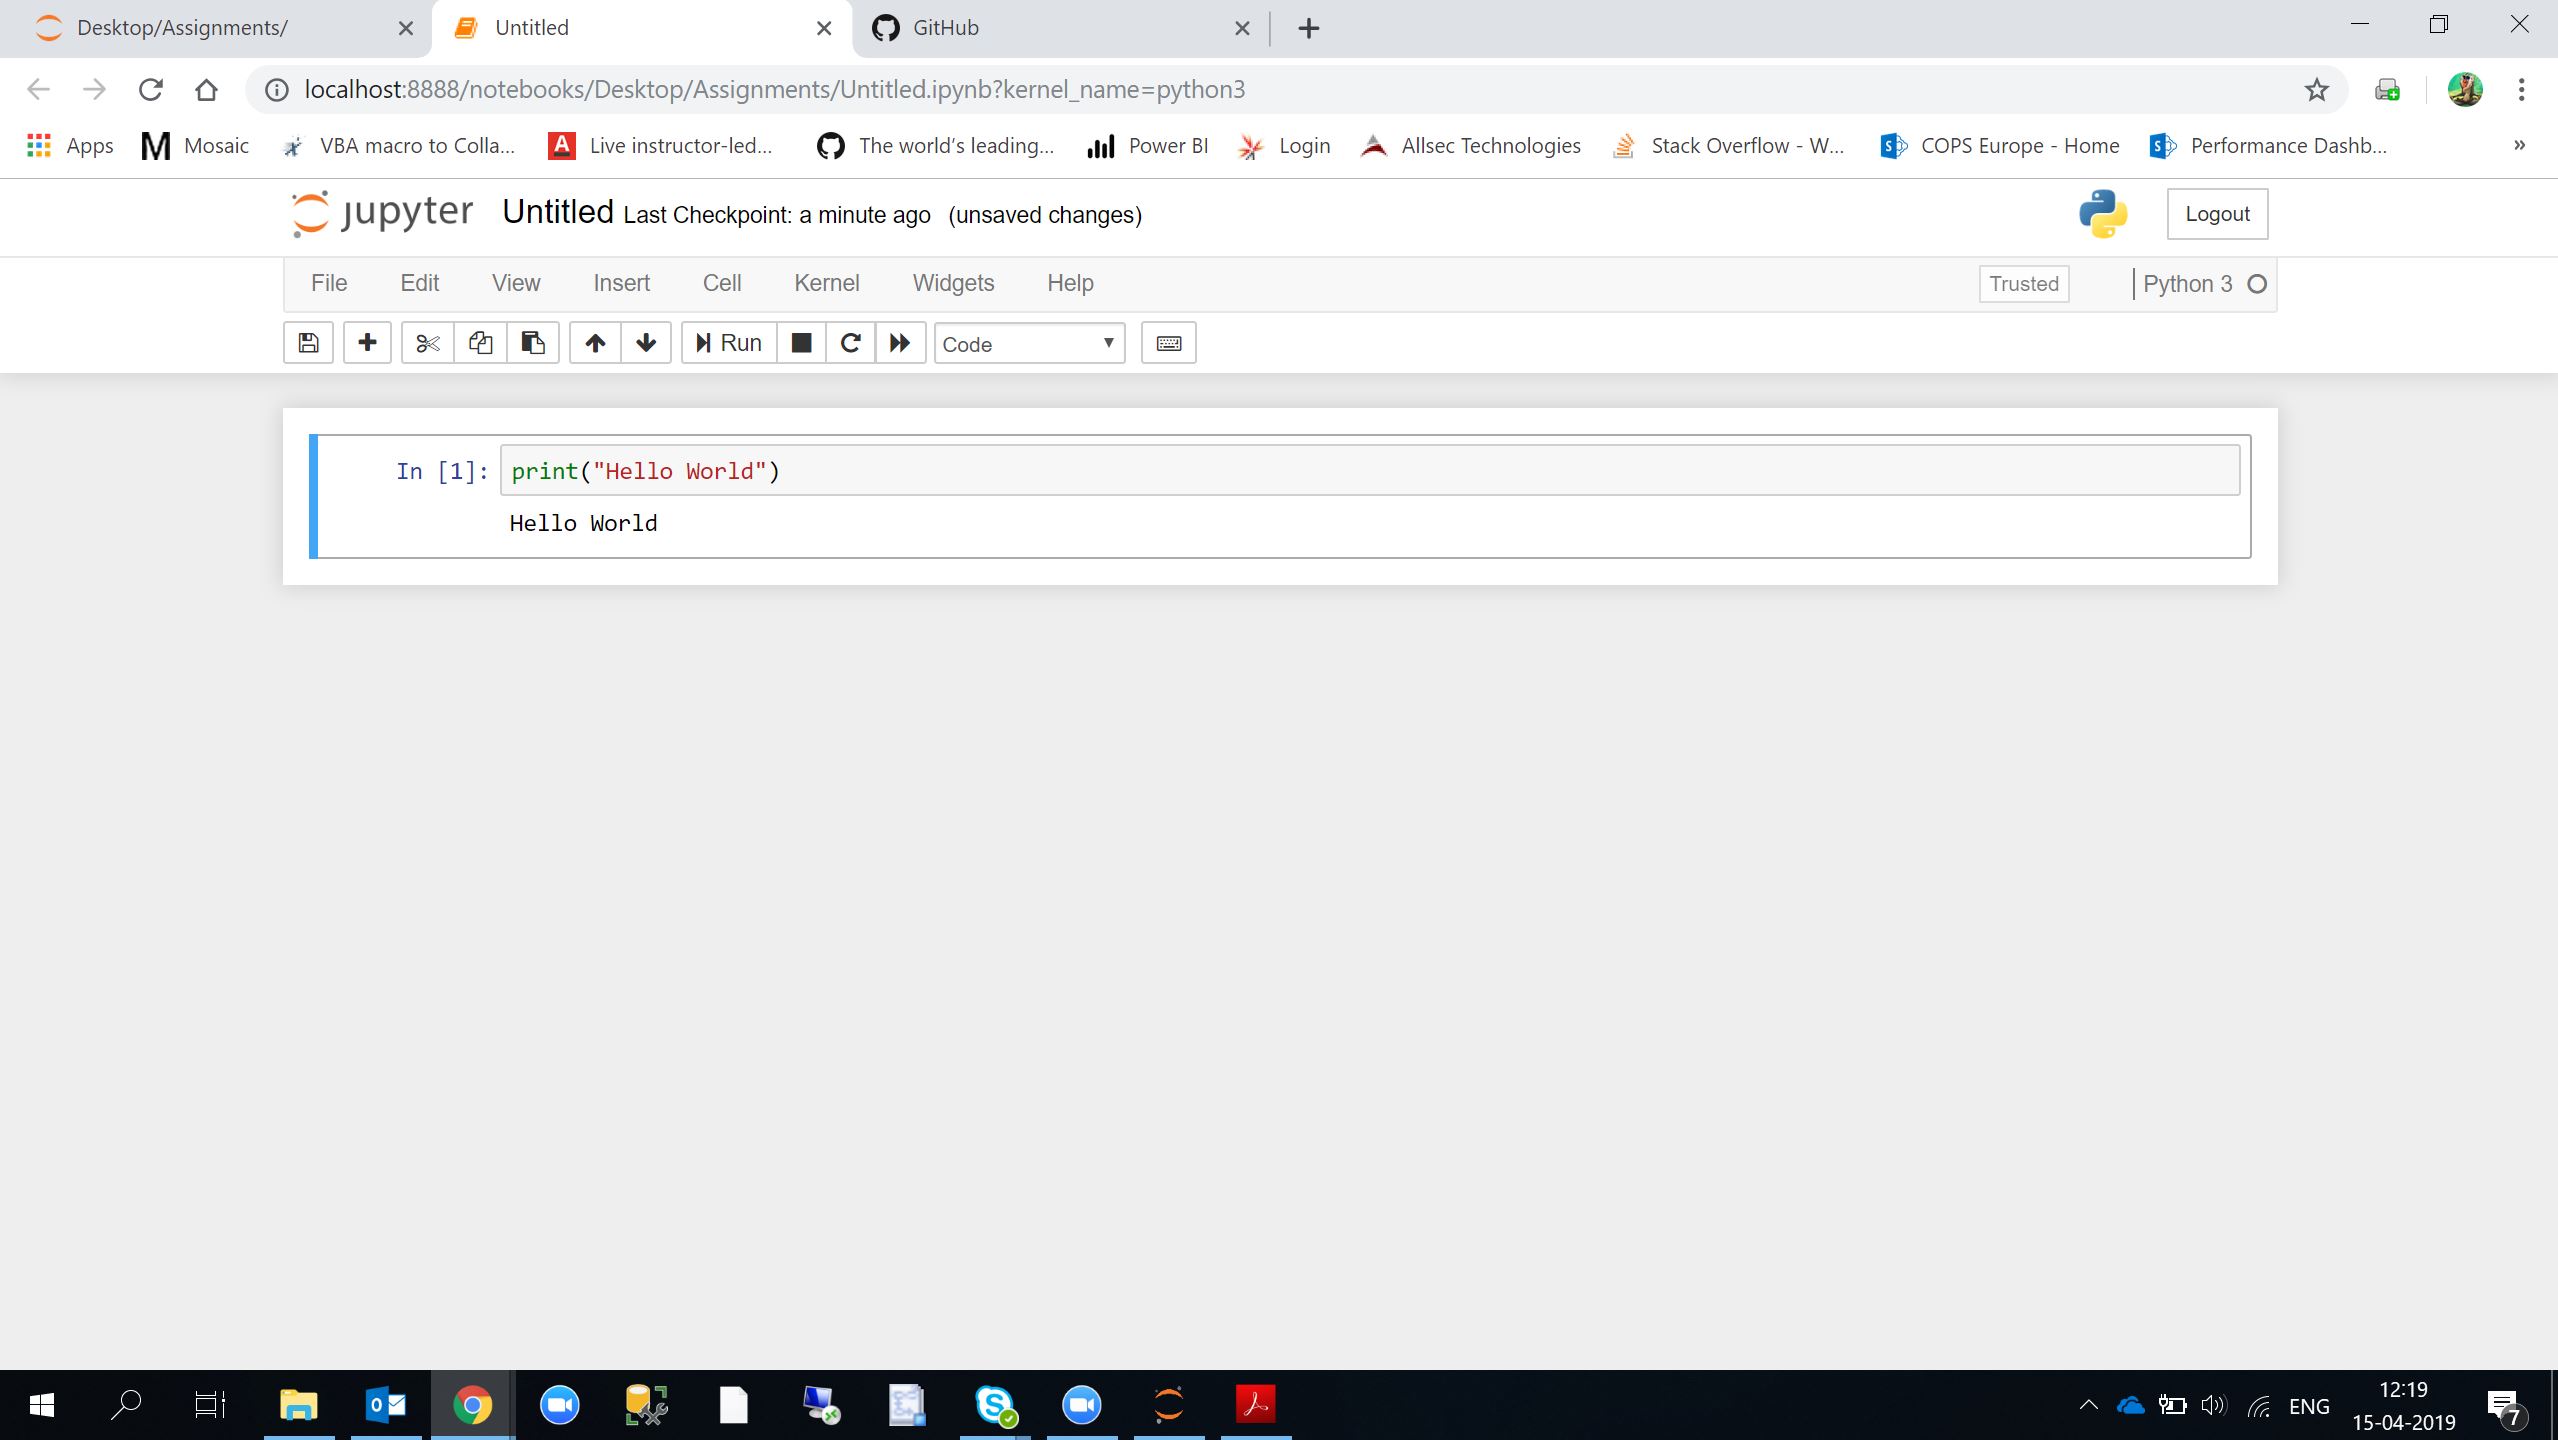 Desktop/Assignments/
Untitled
GitHub
localhost:8888/notebooks/Desktop/Assignments/Untitled.ipynb?kernel_name=python3
Apps
Mosaic
VBA macro to Colla...
Live instructor-led...
The world's leading...
Power BI
Login
Allsec Technologies
Stack Overflow - W...
COPS Europe - Home
Performance Dashb...
»
jupyter Untitled Last Checkpoint: a minute ago (unsaved changes)
Logout
File Edit View Insert Cell Kernel Widgets Help
Trusted
Python 3
Run
Code
In [1]: print("Hello World")
Hello World
ENG
12:19
15-04-2019
7